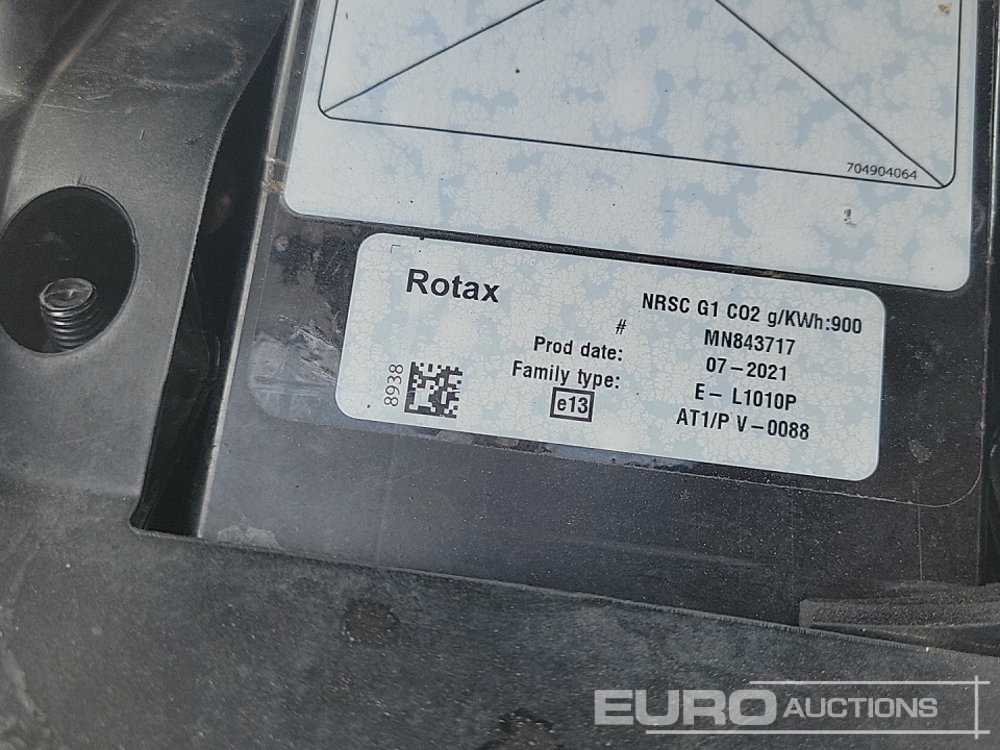 704904064
Rotax
NRSC G1 CO2 g/KWh:900
# MN843717
Prod date: 07-2021
Family type: E- L1010P
e13 AT1/P V-0088
8938
EURO AUCTIONS